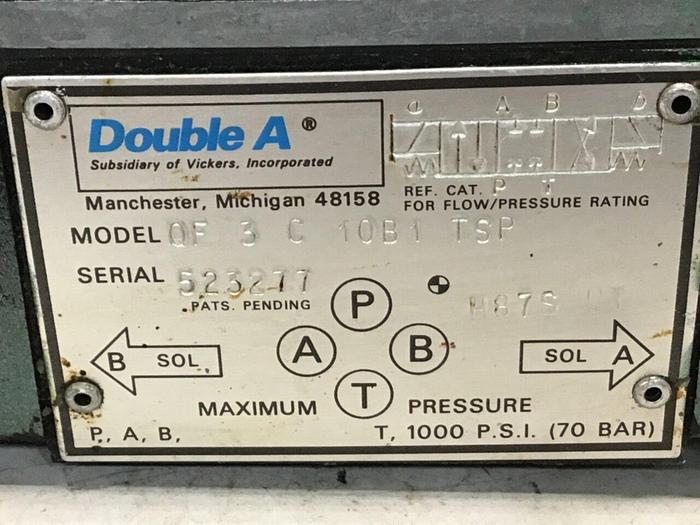 Double A ®
Subsidiary of Vickers, Incorporated
Manchester, Michigan 48158
a A B b
P T
REF. CAT.
FOR FLOW/PRESSURE RATING
MODEL QF 3 C 10B1 TSP
SERIAL 523277
PATS. PENDING
P
H87S
A B
B SOL
SOL A
T
MAXIMUM PRESSURE
P, A, B, T, 1000 P.S.I. (70 BAR)